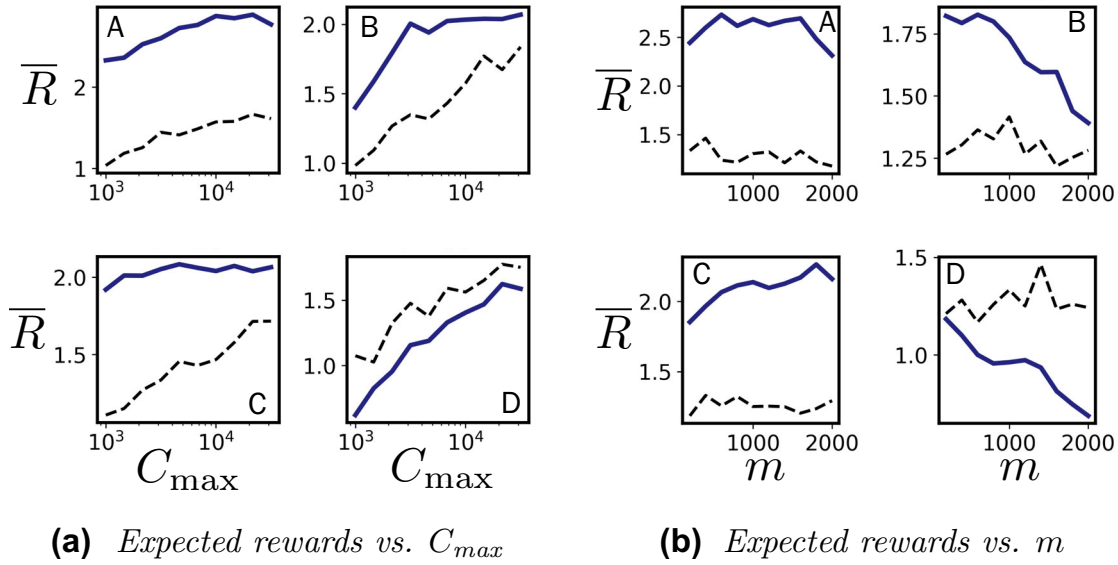 A
B
A
B
R̅
2
1
10³
10⁴
2.0
1.5
1.0
10³
10⁴
R̅
2.5
1.5
1000
2000
1.75
1.50
1.25
1000
2000
C
D
C
D
R̅
2.0
1.5
10³
10⁴
C_max
1.5
1.0
10³
10⁴
C_max
R̅
2.0
1.5
1000
2000
m
1.5
1.0
1000
2000
m
(a) Expected rewards vs. C_max
(b) Expected rewards vs. m